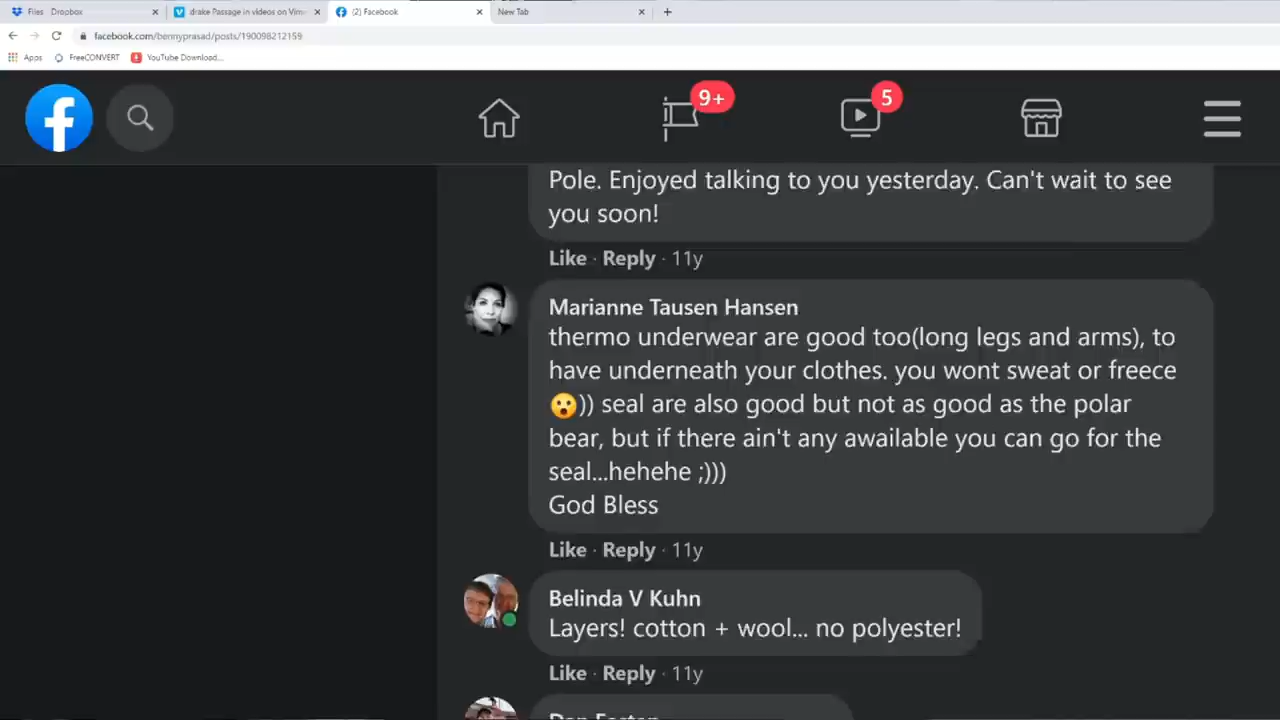 Files - Dropbox
drake Passage in videos on Vim
(2) Facebook
New Tab
facebook.com/bennyprasad/posts/190098212159
Apps
FreeCONVERT
YouTube Download...
9+
5
Pole. Enjoyed talking to you yesterday. Can't wait to see
you soon!
Like · Reply · 11y
Marianne Tausen Hansen
thermo underwear are good too(long legs and arms), to
have underneath your clothes. you wont sweat or freece
😮)) seal are also good but not as good as the polar
bear, but if there ain't any awailable you can go for the
seal...hehehe ;)))
God Bless
Like · Reply · 11y
Belinda V Kuhn
Layers! cotton + wool... no polyester!
Like · Reply · 11y